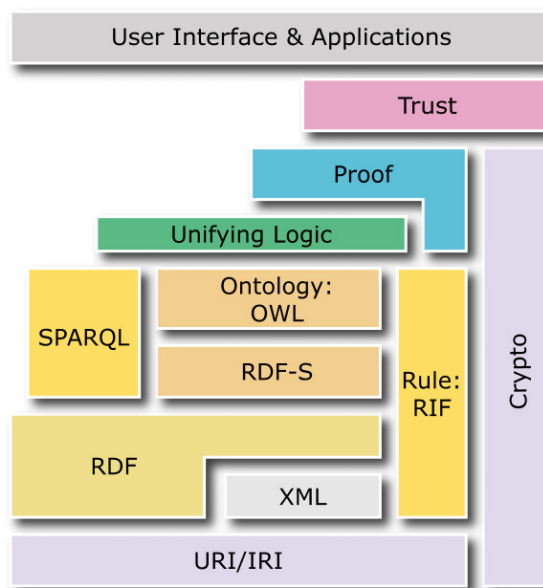 User Interface & Applications
Trust
Proof
Unifying Logic
SPARQL
Ontology:
OWL
RDF-S
Rule:
RIF
Crypto
RDF
XML
URI/IRI